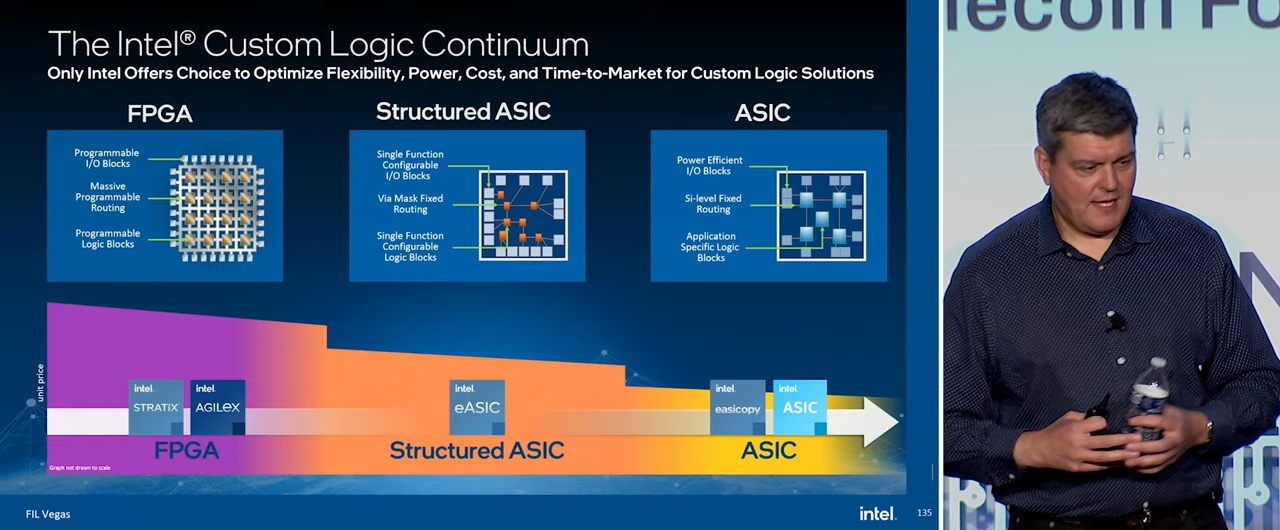 The Intel® Custom Logic Continuum
Only Intel Offers Choice to Optimize Flexibility, Power, Cost, and Time-to-Market for Custom Logic Solutions
FPGA
Programmable
I/O Blocks
Massive
Programmable
Routing
Programmable
Logic Blocks
Structured ASIC
Single Function
Configurable
I/O Blocks
Via Mask Fixed
Routing
Single Function
Configurable
Logic Blocks
ASIC
Power Efficient
I/O Blocks
Si-level Fixed
Routing
Application
Specific Logic
Blocks
unit price
intel.
STRATIX
intel.
AGILEX
intel.
eASIC
intel.
easicopy
intel.
ASIC
FPGA
Structured ASIC
ASIC
Graph not drawn to scale
FIL Vegas
intel.
135
lecoin Fo
N